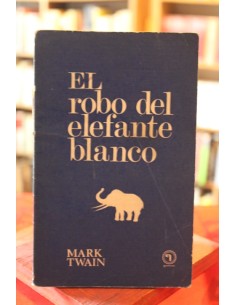 EL
robo del
elefante
blanco
MARK
TWAIN